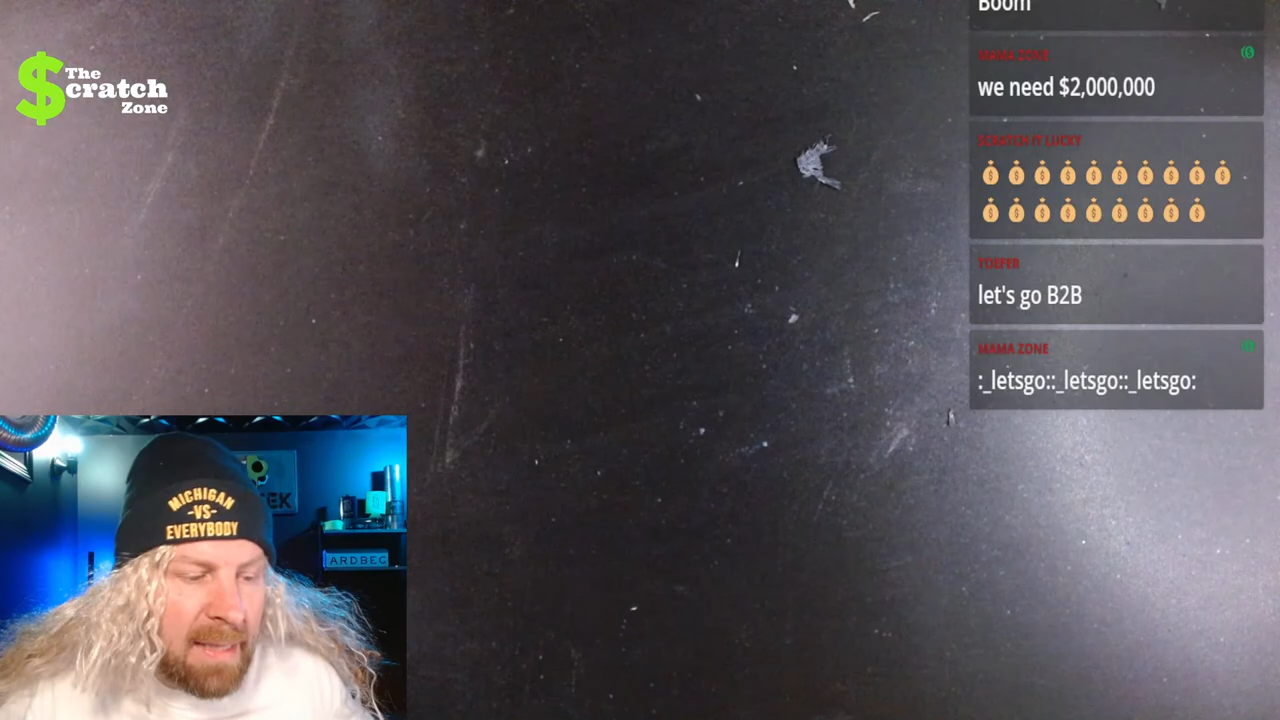 The
$cratch
Zone
Boom
MAMA ZONE
we need $2,000,000
SCRATCH IT LUCKY
TOEFER
let's go B2B
MAMA ZONE
:_letsgo::_letsgo::_letsgo:
MICHIGAN
-VS-
EVERYBODY
ARDBEG